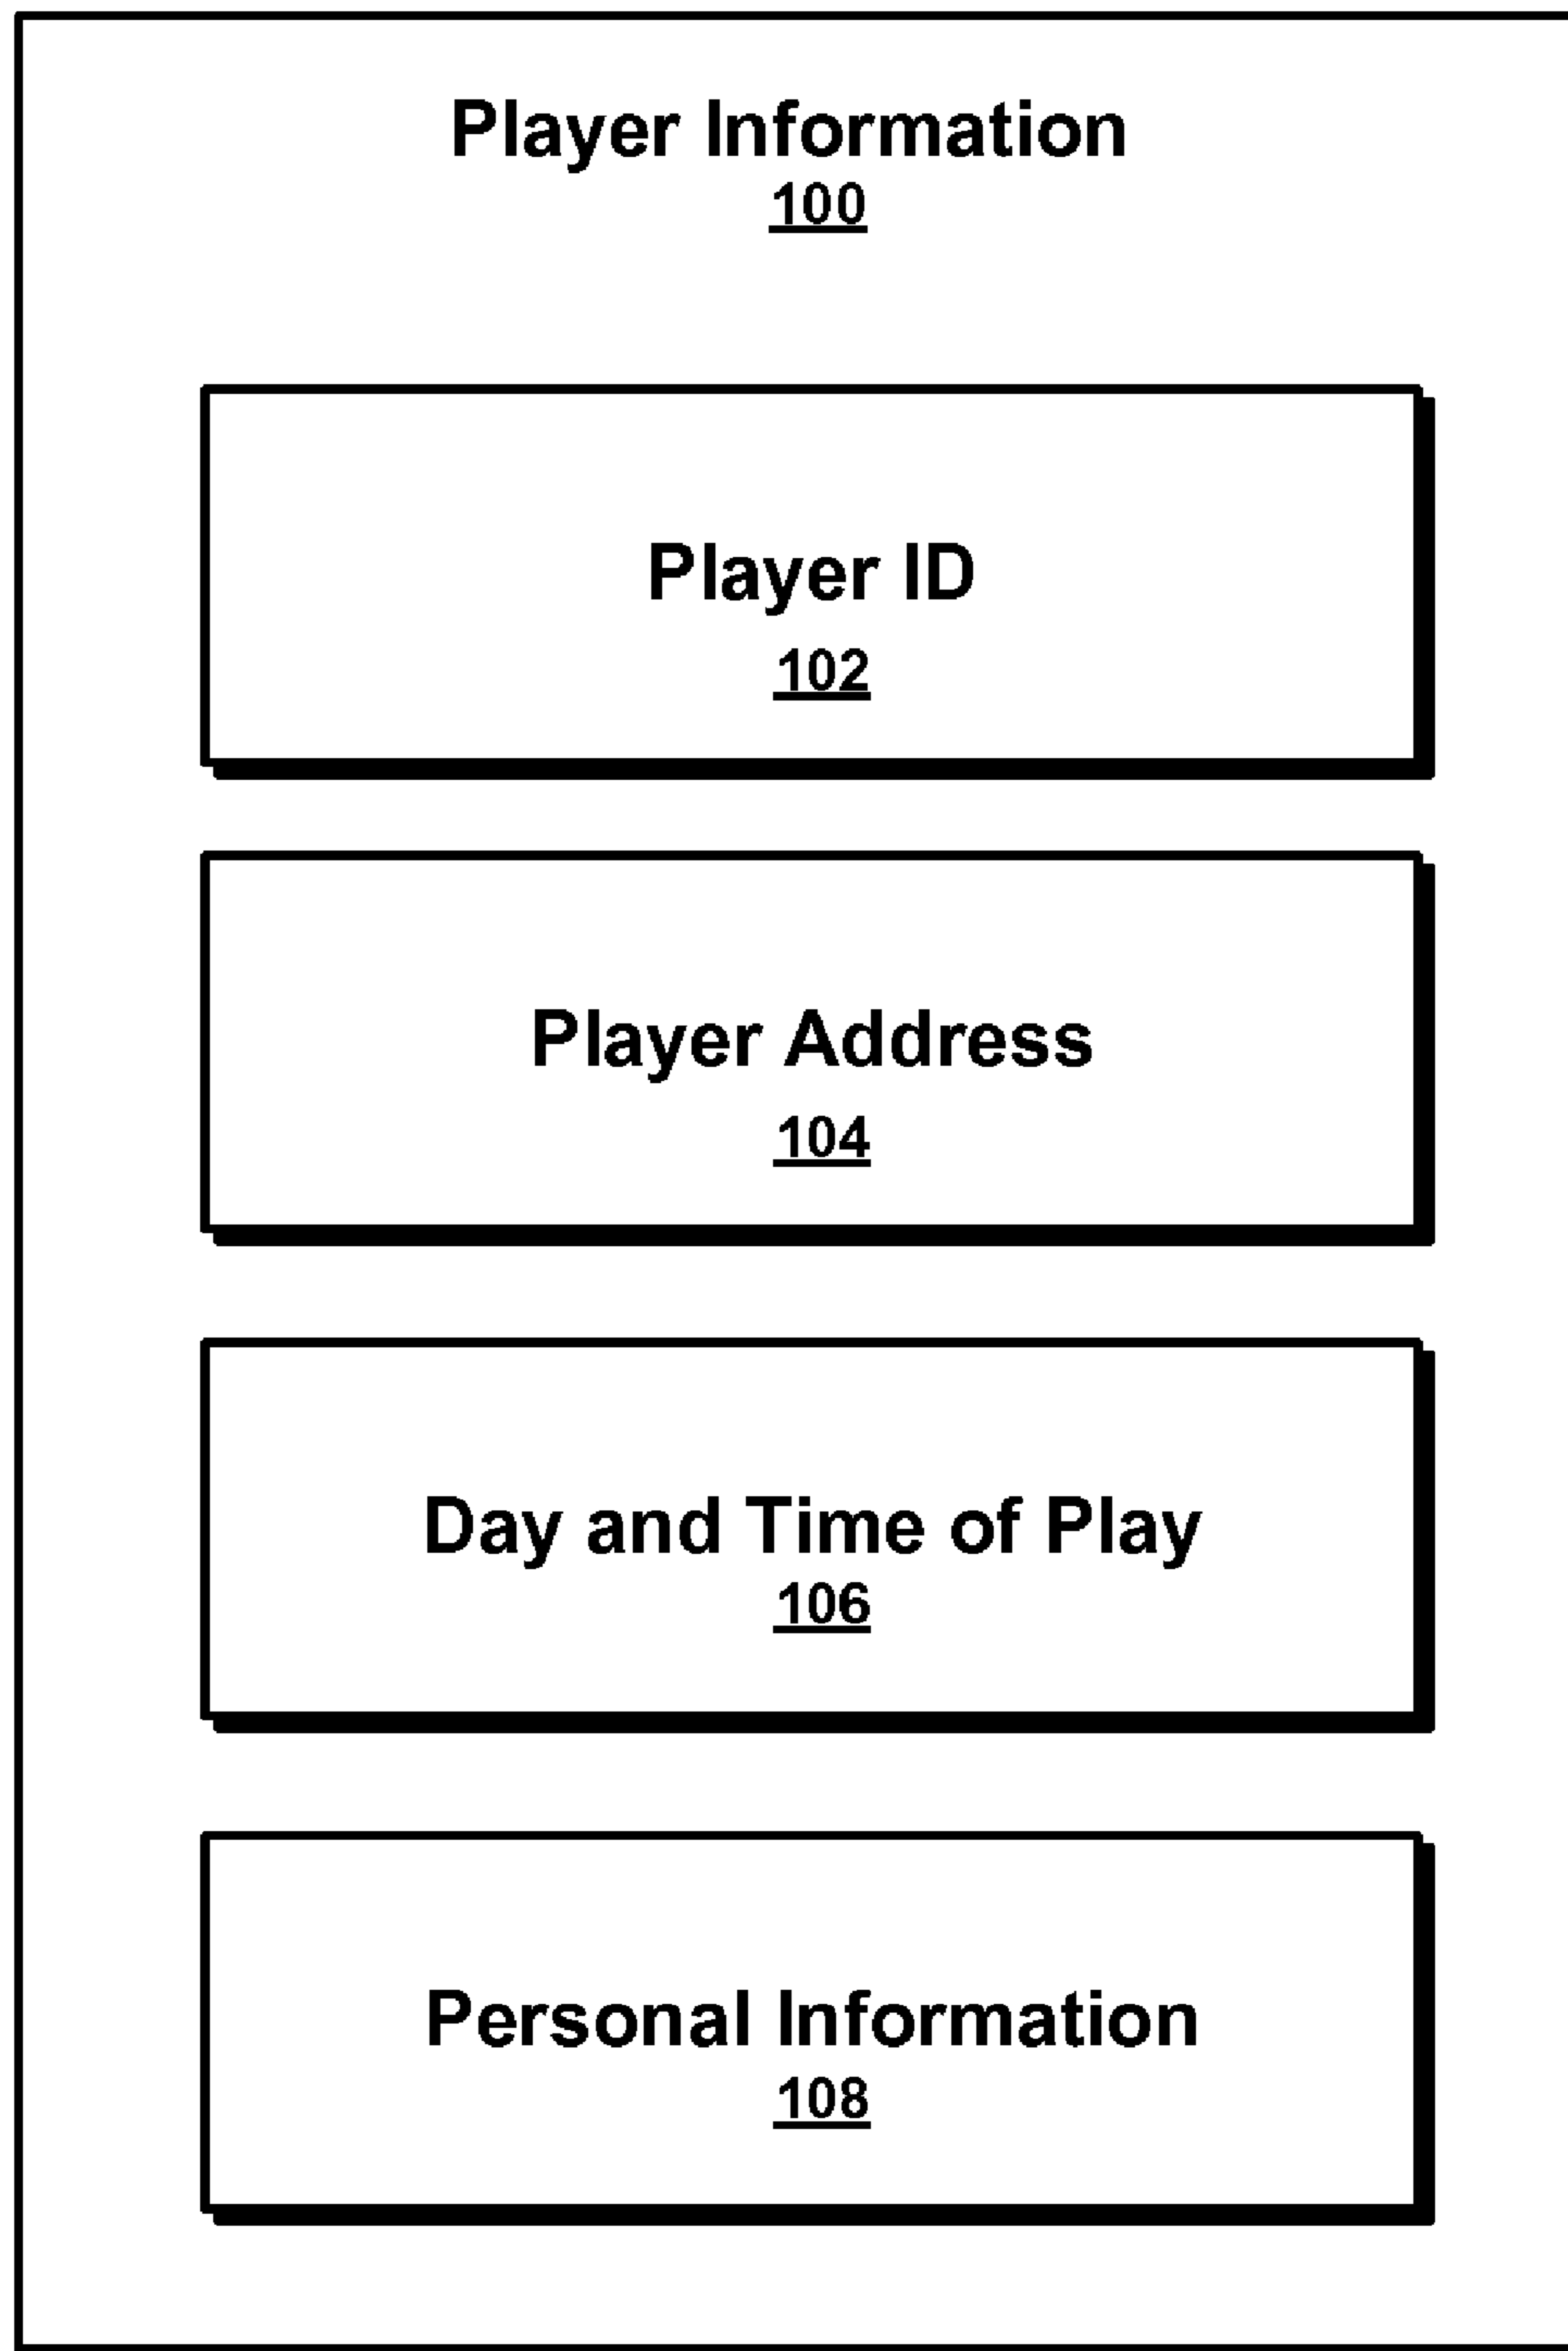 Player Information
100
Player ID
102
Player Address
104
Day and Time of Play
106
Personal Information
108